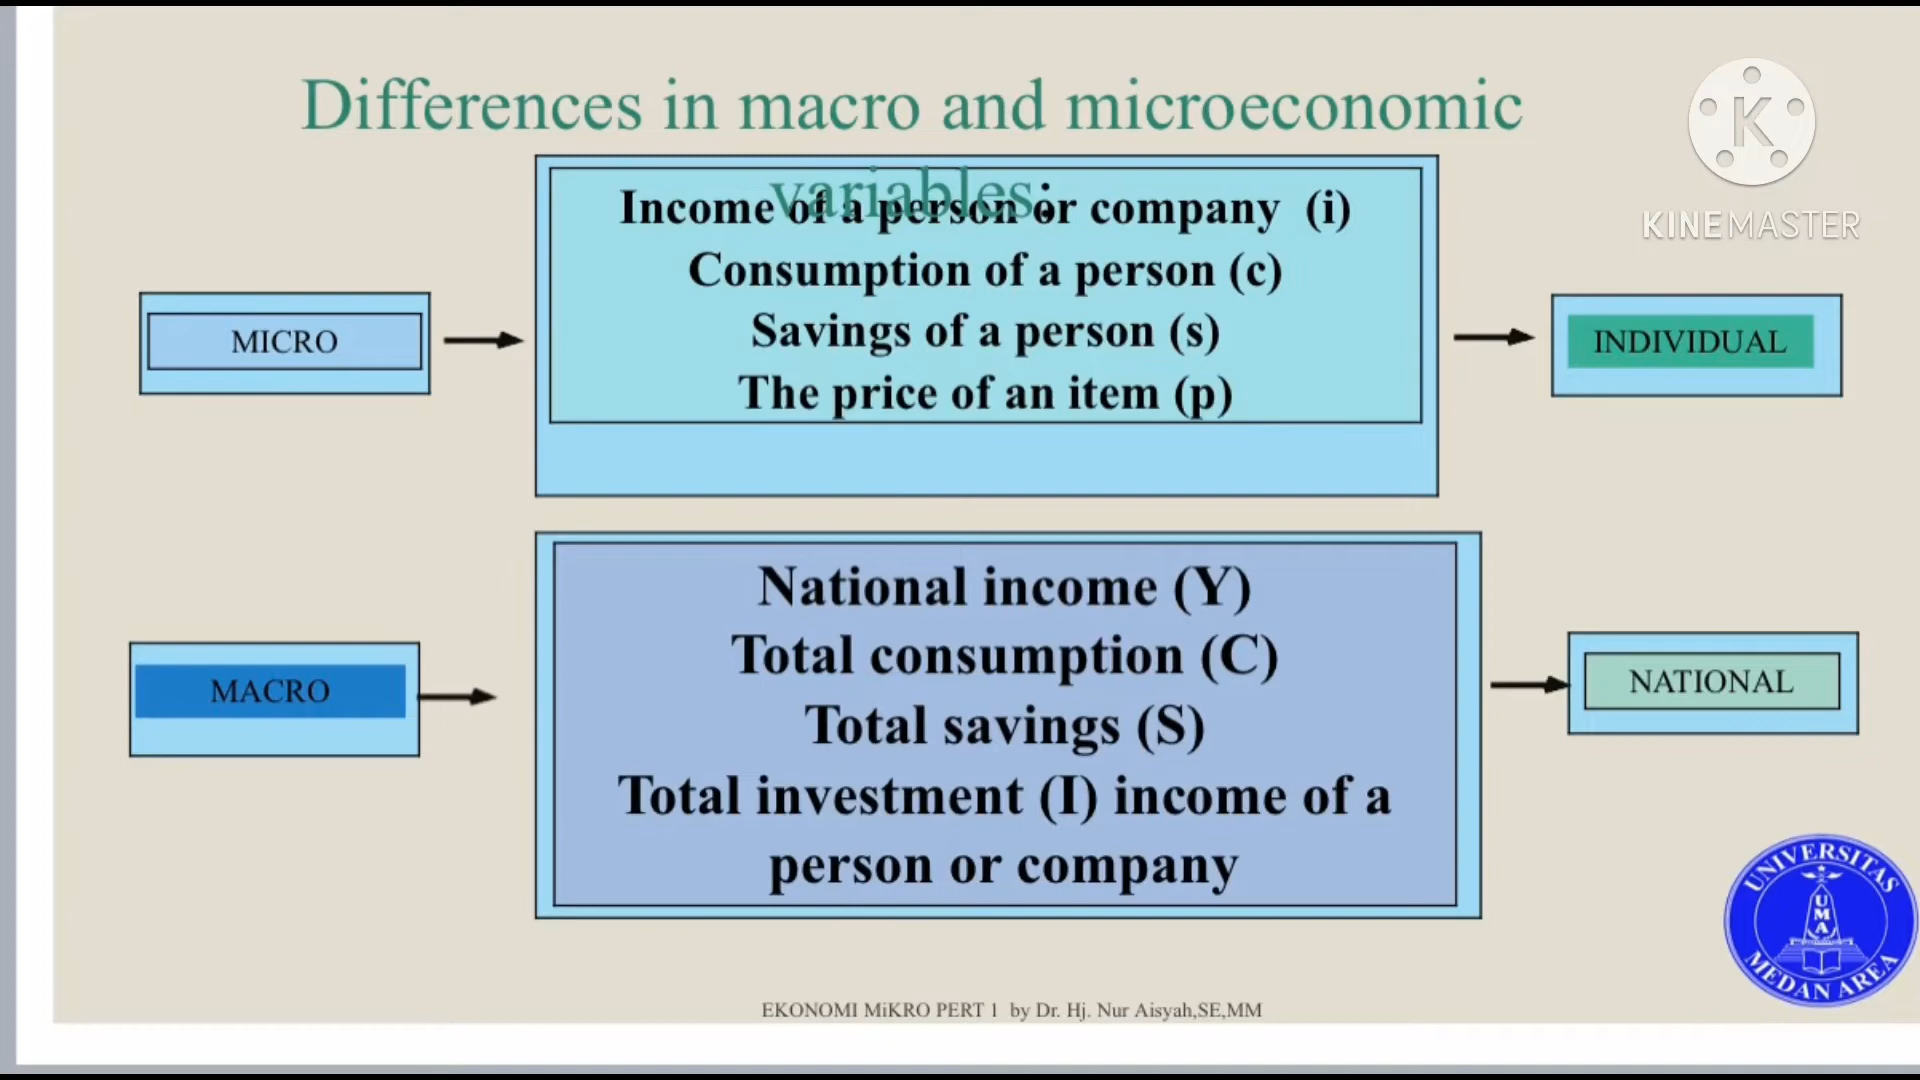 Differences in macro and microeconomic
variables:
KINEMASTER
Income of a person or company (i)
Consumption of a person (c)
Savings of a person (s)
The price of an item (p)
MICRO
INDIVIDUAL
National income (Y)
Total consumption (C)
Total savings (S)
Total investment (I) income of a
person or company
MACRO
NATIONAL
UNIVERSITAS
UMA
MEDAN AREA
EKONOMI MiKRO PERT 1 by Dr. Hj. Nur Aisyah,SE,MM